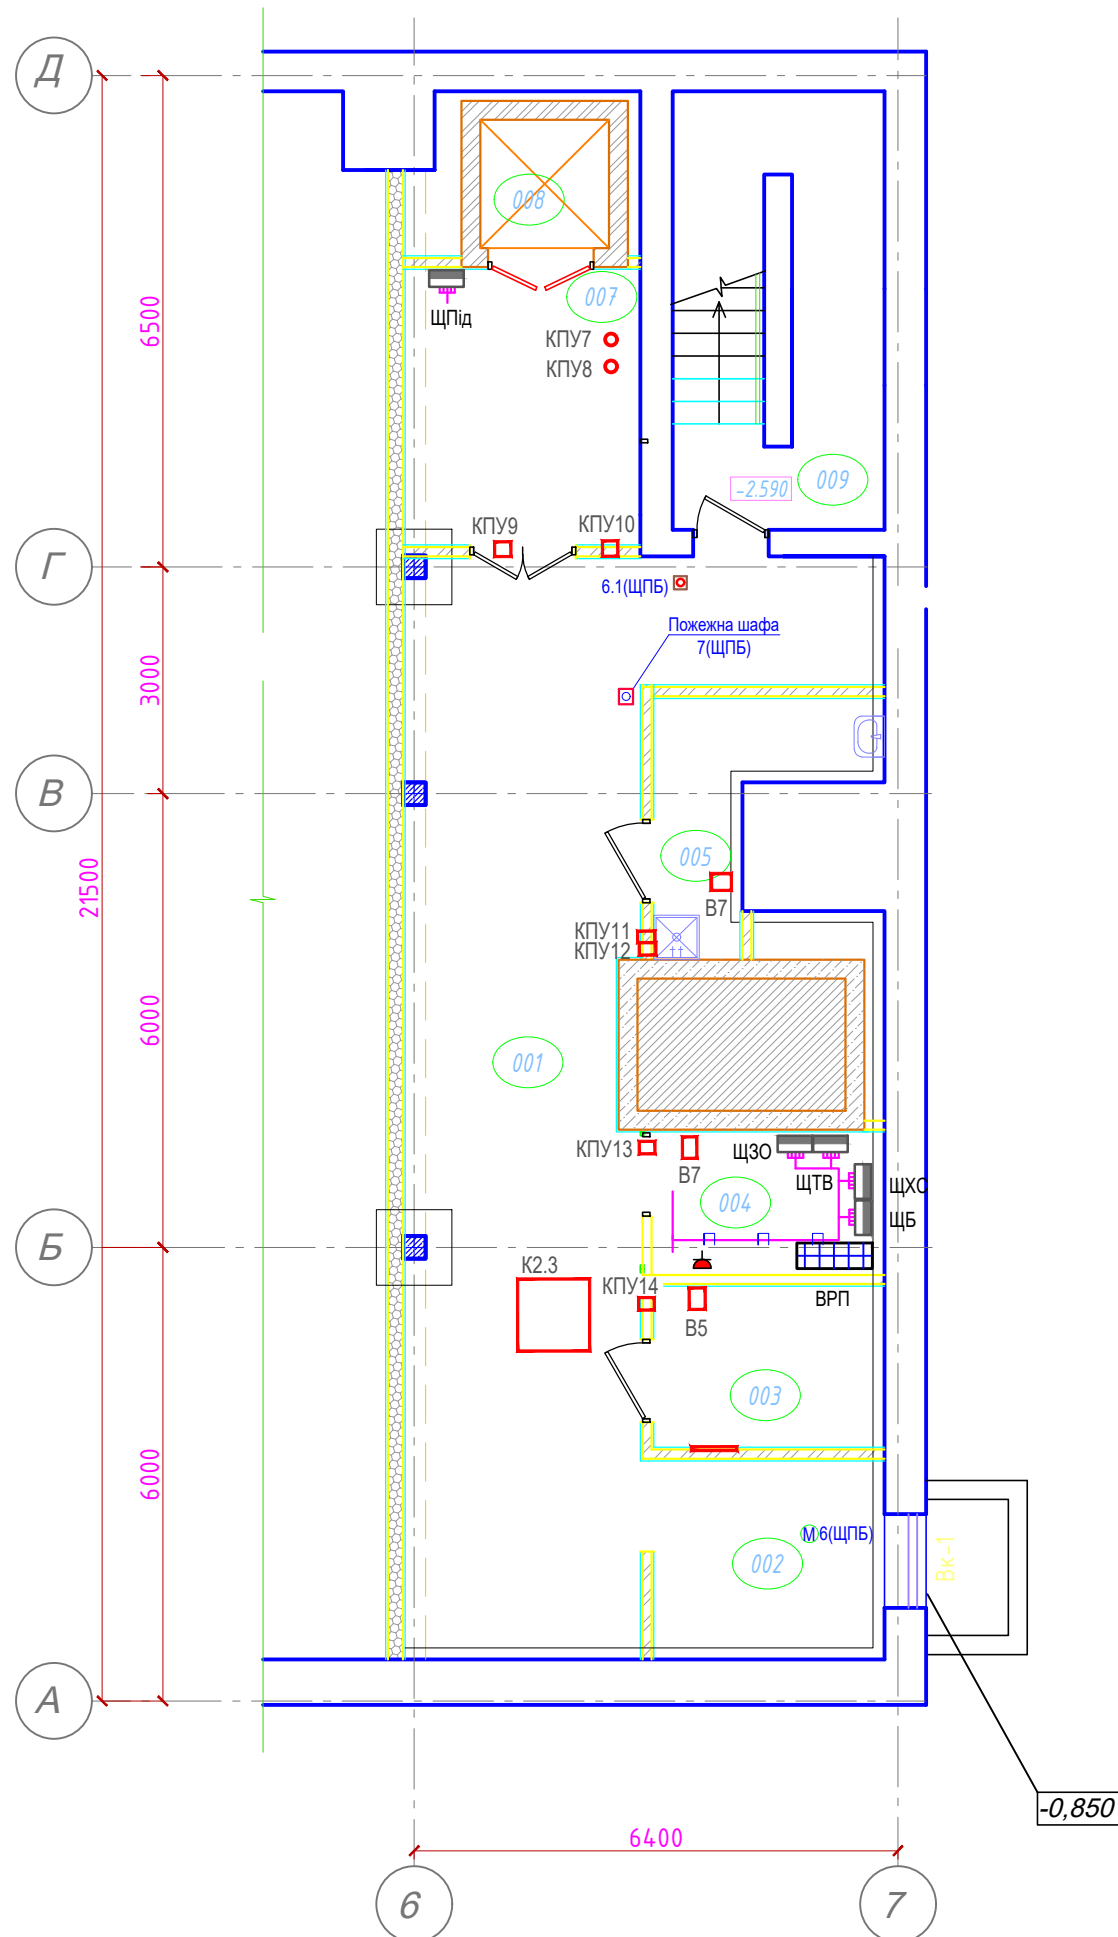 Д
008
007
ЩПід
КПУ7
КПУ8
6500
009
-2.590
КПУ9
КПУ10
Г
6.1(ЩПБ)
Пожежна шафа
7(ЩПБ)
3000
В
21500
005
В7
КПУ11
КПУ12
6000
001
КПУ13
В7
ЩЗО
ЩТВ
ЩХС
ЩБ
004
Б
К2.3
КПУ14
В5
ВРП
003
6000
М 6(ЩПБ)
002
Вк-1
А
-0,850
6400
6
7